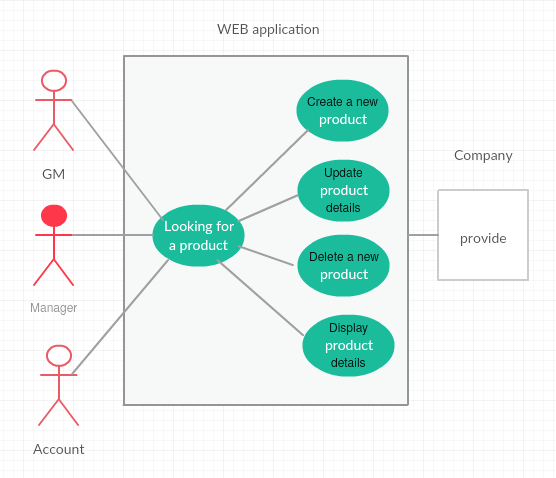 WEB application
GM
Manager
Account
Looking for
a product
Create a new
product
Update
product
details
Delete a new
product
Display
product
details
Company
provide